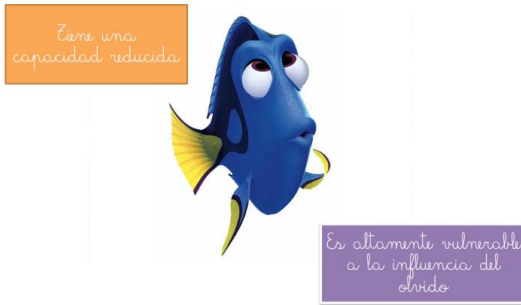 Tiene una
capacidad reducida
Es altamente vulnerable
a la influencia del
olvido